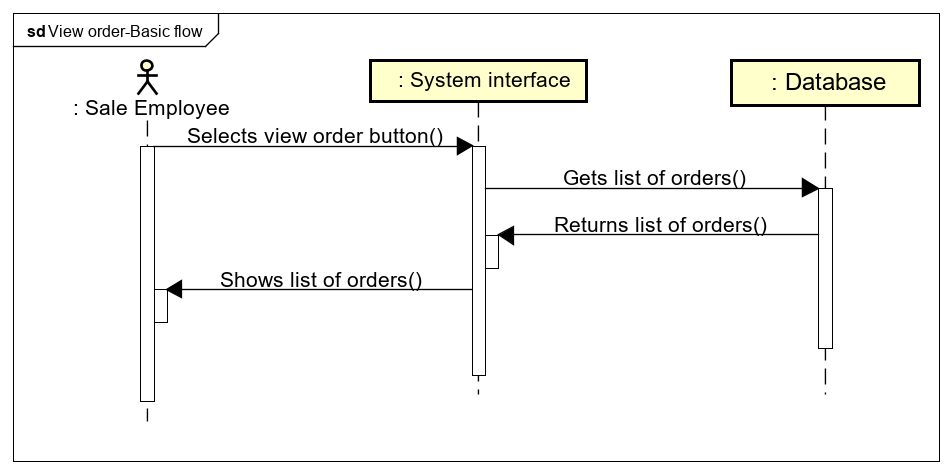 sd View order-Basic flow
: System interface
: Database
: Sale Employee
Selects view order button()
Gets list of orders()
Returns list of orders()
Shows list of orders()